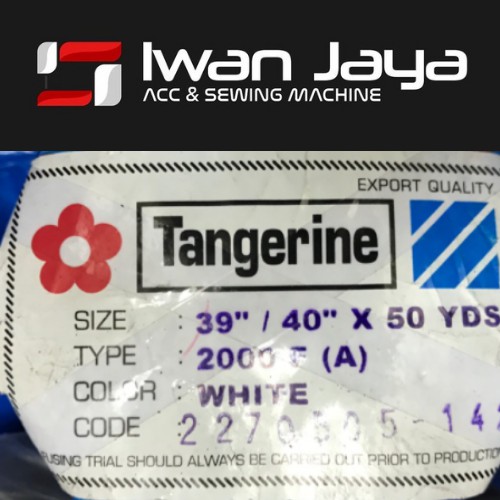 Iwan Jaya
ACC & SEWING MACHINE
EXPORT QUALITY
Tangerine
SIZE : 39" / 40" X 50 YDS
TYPE : 2000 F (A)
COLOR : WHITE
CODE :
FUSING TRIAL SHOULD ALWAYS BE CARRIED OUT PRIOR TO PRODUCTION